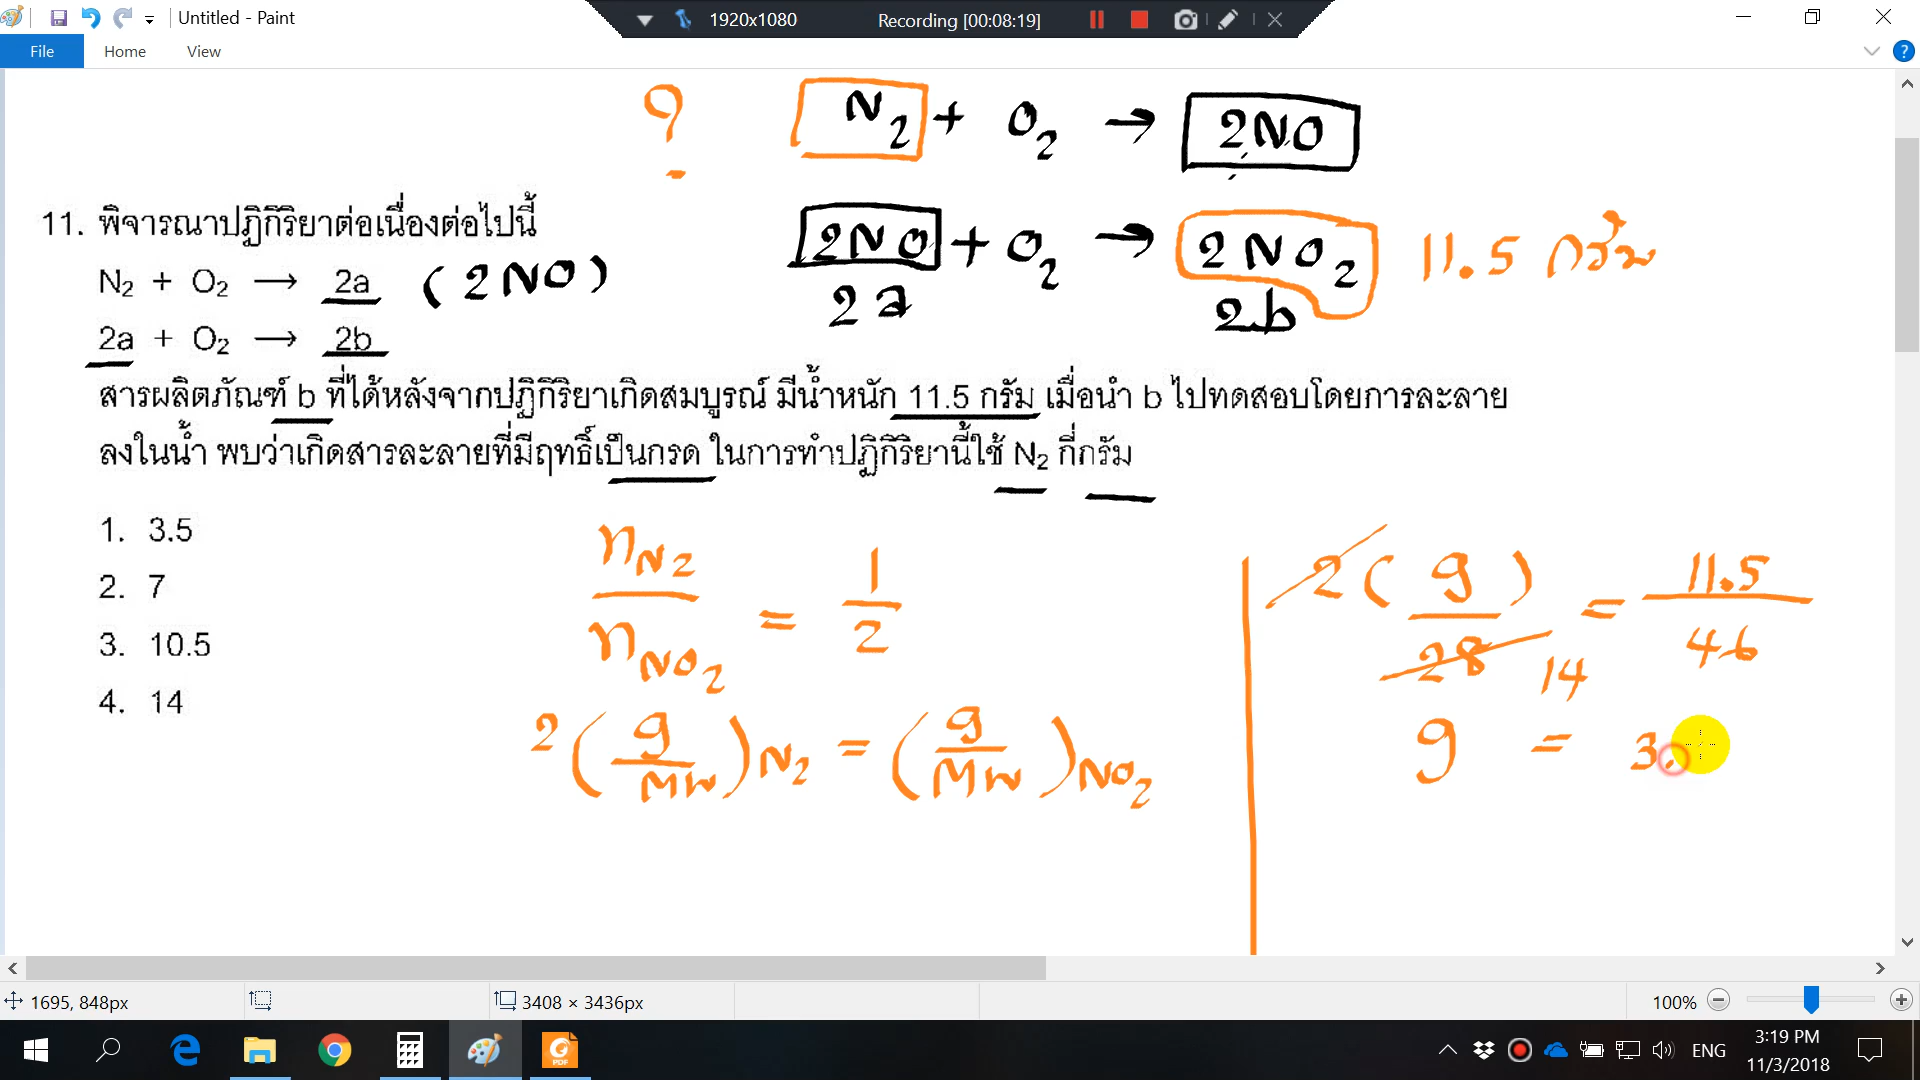 Untitled - Paint
1920x1080
Recording [00:08:19]
File
Home
View
?
N2 + O2 → 2NO
2NO + O2 → 2NO2 11.5 กรัม
2a
2b
11. พิจารณาปฏิกิริยาต่อเนื่องต่อไปนี้
N2 + O2 → 2a (2NO)
2a + O2 → 2b
สารผลิตภัณฑ์ b ที่ได้หลังจากปฏิกิริยาเกิดสมบูรณ์ มีน้ำหนัก 11.5 กรัม เมื่อนำ b ไปทดสอบโดยการละลาย
ลงในน้ำ พบว่าเกิดสารละลายที่มีฤทธิ์เป็นกรด ในการทำปฏิกิริยานี้ใช้ N2 กี่กรัม
1. 3.5
2. 7
3. 10.5
4. 14
nN2
nNO2
=
1
2
2 (g/MW)N2 = (g/MW)NO2
2(g/28) = 11.5/46
14
g = 3.
1695, 848px
3408 × 3436px
100%
PDF
ENG
3:19 PM
11/3/2018